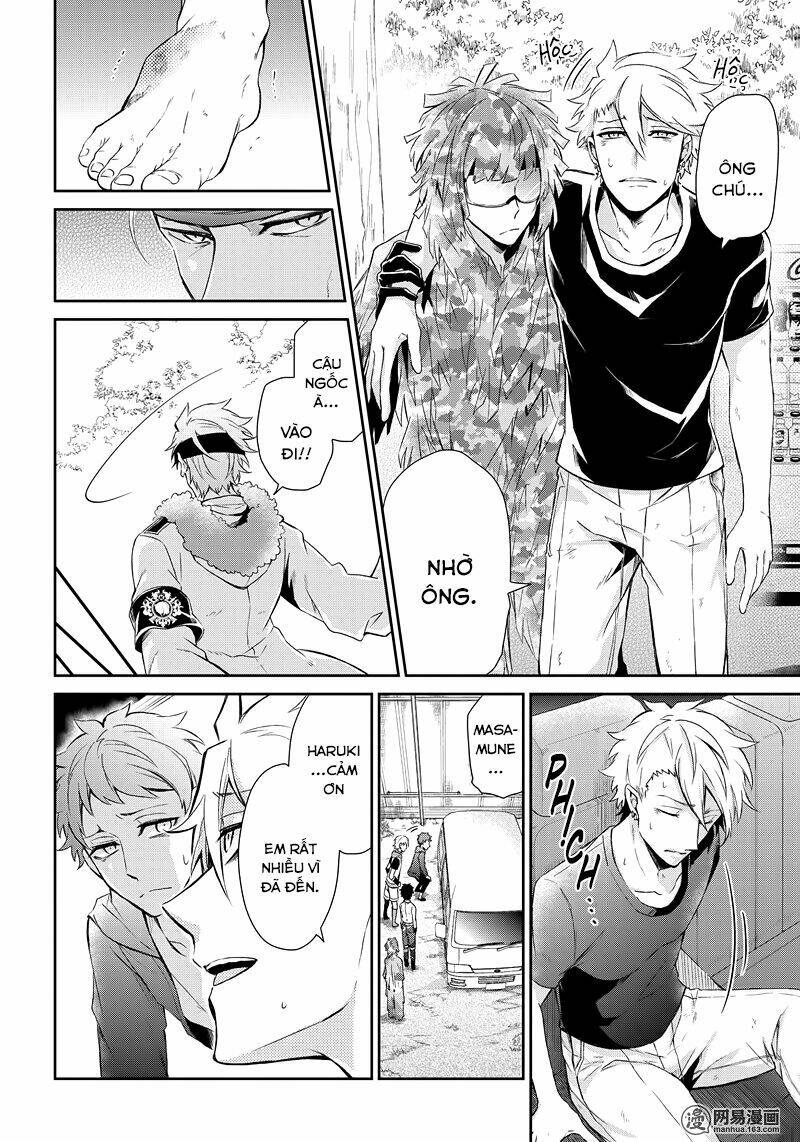 HỘC
HỘC
ÔNG
CHÚ...
NHỜ
ÔNG.
CẬU
NGỐC
À...
VÀO
ĐI!!
PHỊCH...
MASA-
MUNE
...
HARUKI
...CẢM
ƠN
EM RẤT
NHIỀU VÌ
ĐÃ ĐẾN.
网易漫画
manhua.163.com